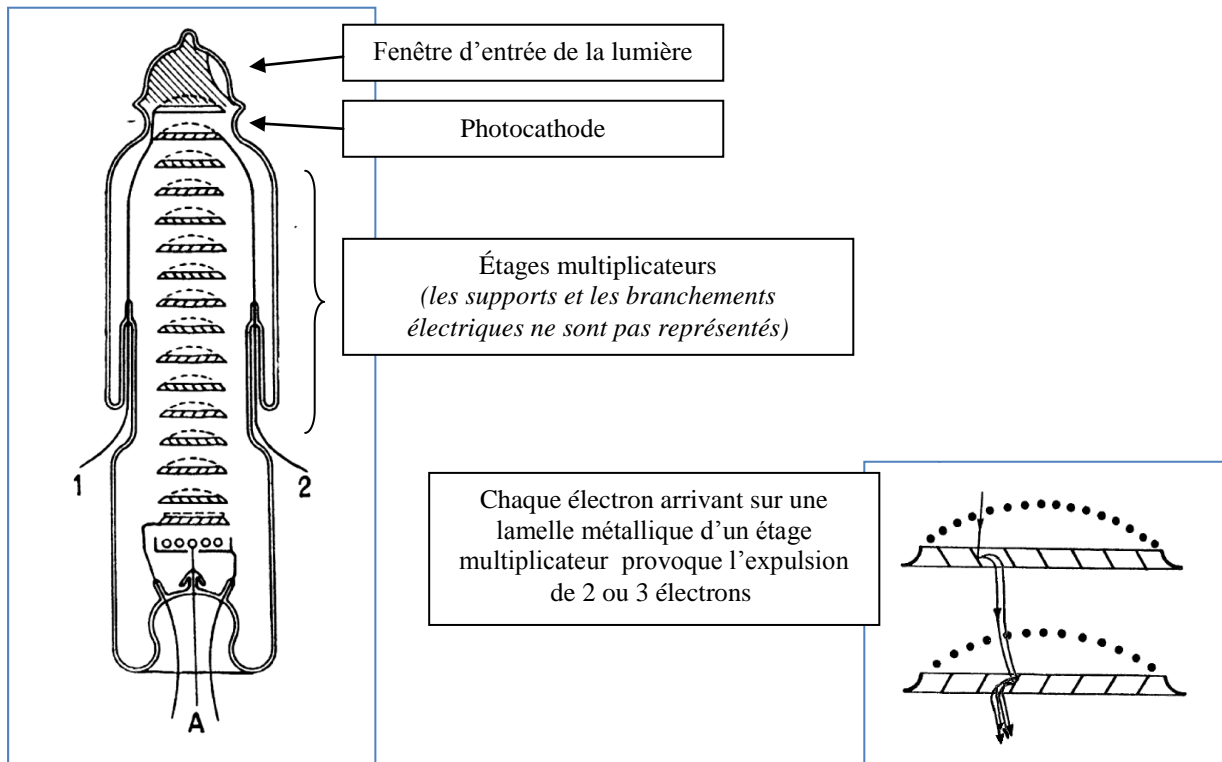 Fenêtre d’entrée de la lumière
Photocathode
Étages multiplicateurs
(les supports et les branchements
électriques ne sont pas représentés)
1
2
Chaque électron arrivant sur une
lamelle métallique d’un étage
multiplicateur provoque l’expulsion
de 2 ou 3 électrons
A